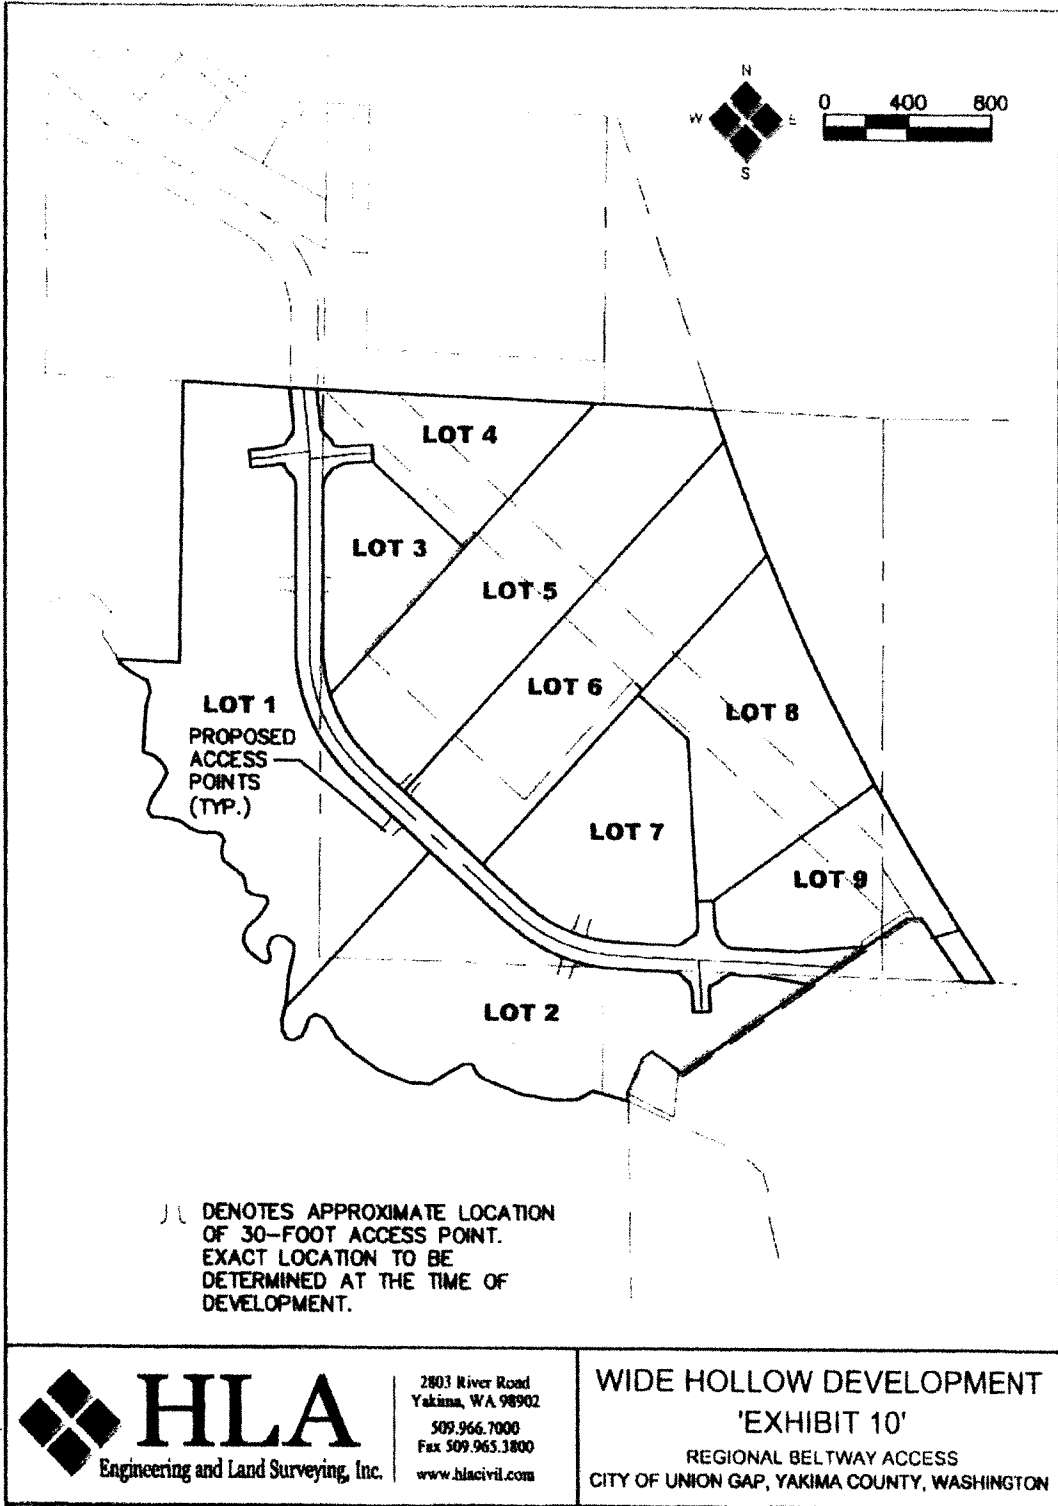 N
W E
S
0 400 800
LOT 4
LOT 3
LOT 5
LOT 6
LOT 1
LOT 8
PROPOSED
ACCESS
POINTS
(TYP.)
LOT 7
LOT 9
LOT 2
DENOTES APPROXIMATE LOCATION
OF 30-FOOT ACCESS POINT.
EXACT LOCATION TO BE
DETERMINED AT THE TIME OF
DEVELOPMENT.
HLA
Engineering and Land Surveying, Inc.
2803 River Road
Yakima, WA 98902
509.966.7000
Fax 509.965.3800
www.hlacivil.com
WIDE HOLLOW DEVELOPMENT
'EXHIBIT 10'
REGIONAL BELTWAY ACCESS
CITY OF UNION GAP, YAKIMA COUNTY, WASHINGTON